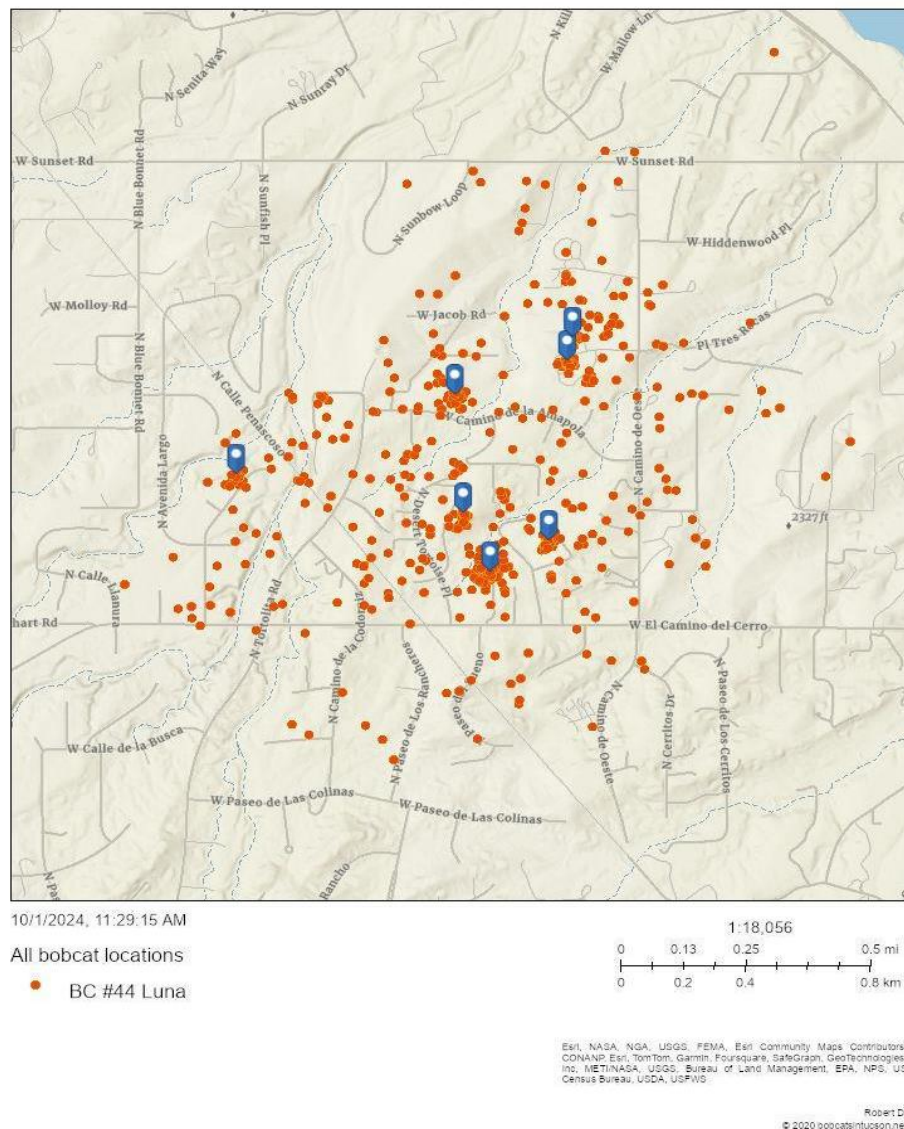 N Senita Way
N Sunray Dr
W Mallow Ln
W Sunset Rd
W Sunset Rd
N Blue Bonnet Rd
N Sunfish Pl
N Sunbow Loop
W Hiddenwood Pl
W Molloy Rd
W Jacob Rd
Pl Tres Rocas
N Blue Bonnet Rd
N Calle Penascoso
W Camino de la Amapola
N Camino de Oeste
N Avenida Largo
N Desert Tortoise Pl
2327 ft
N Calle Llanura
hart Rd
N Tortolita Rd
W El Camino del Cerro
N Camino de la Codorniz
N Paseo de Los Rancheros
N Camino de Oeste
N Cerritos Dr
N Paseo de Los Cerritos
W Calle de la Busca
W Paseo de Las Colinas
W Paseo de Las Colinas
N Pas
Rancho
10/1/2024, 11:29:15 AM
All bobcat locations
BC #44 Luna
1:18,056
0 0.13 0.25 0.5 mi
0 0.2 0.4 0.8 km
Esri, NASA, NGA, USGS, FEMA, Esri Community Maps Contributors
CONANP, Esri, TomTom, Garmin, Foursquare, SafeGraph, GeoTechnologies
Inc, METI/NASA, USGS, Bureau of Land Management, EPA, NPS, US
Census Bureau, USDA, USFWS
Robert D
© 2020 bobcatsintucson.ne